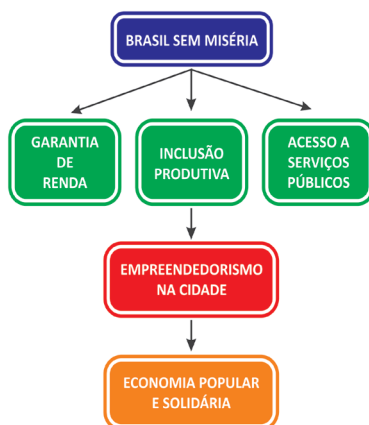 BRASIL SEM MISÉRIA
GARANTIA
DE
RENDA
INCLUSÃO
PRODUTIVA
ACESSO A
SERVIÇOS
PÚBLICOS
EMPREENDEDORISMO
NA CIDADE
ECONOMIA POPULAR
E SOLIDÁRIA